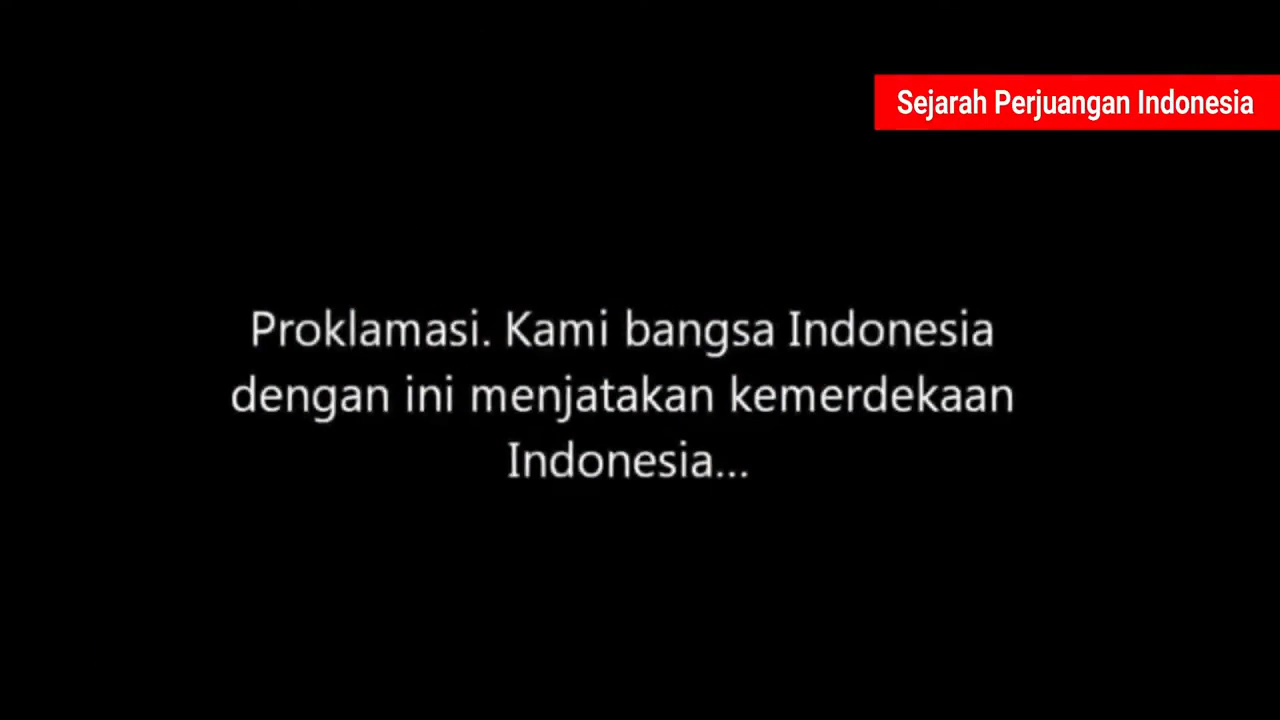 Sejarah Perjuangan Indonesia
Proklamasi. Kami bangsa Indonesia
dengan ini menjatakan kemerdekaan
Indonesia...